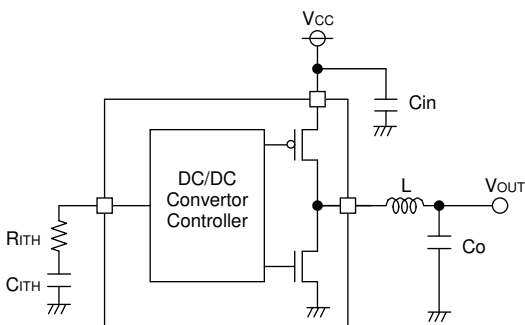 VCC
Cin
DC/DC
Convertor
Controller
L
VOUT
RITH
Co
CITH